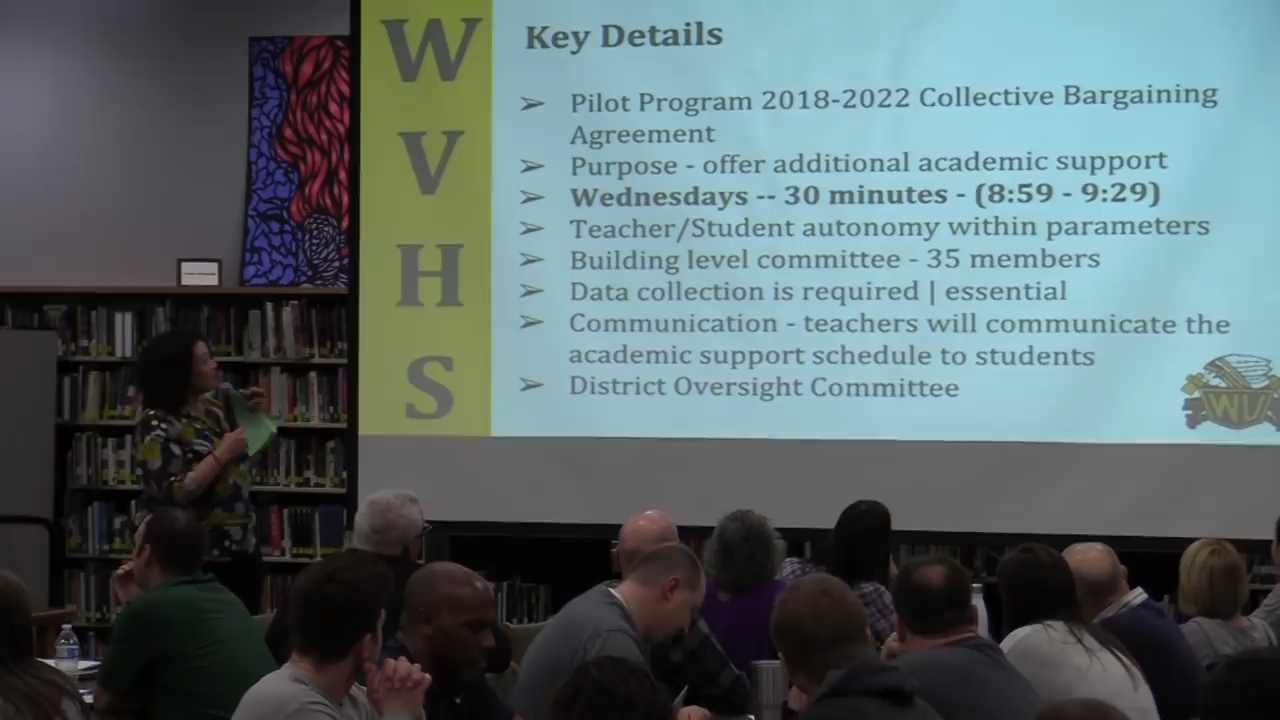 W
V
H
S
Key Details
➢ Pilot Program 2018-2022 Collective Bargaining
Agreement
➢ Purpose - offer additional academic support
➢ Wednesdays -- 30 minutes - (8:59 - 9:29)
➢ Teacher/Student autonomy within parameters
➢ Building level committee - 35 members
➢ Data collection is required | essential
➢ Communication - teachers will communicate the
academic support schedule to students
➢ District Oversight Committee
WV